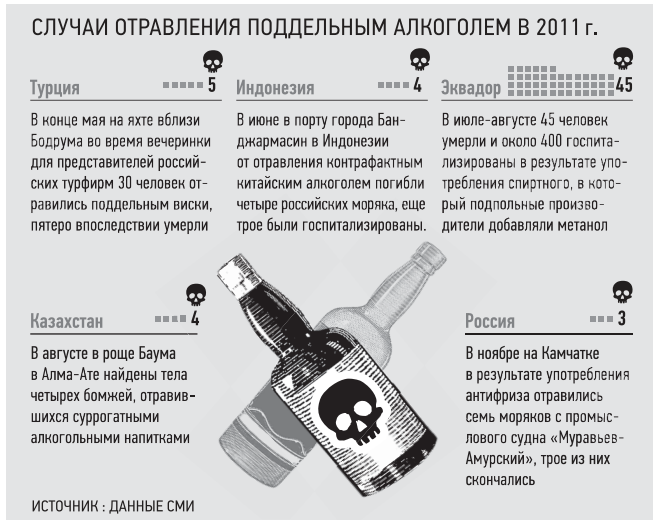 СЛУЧАИ ОТРАВЛЕНИЯ ПОДДЕЛЬНЫМ АЛКОГОЛЕМ В 2011 г.
Турция 5
В конце мая на яхте вблизи
Бодрума во время вечеринки
для представителей россий-
ских турфирм 30 человек от-
равились поддельным виски,
пятеро впоследствии умерли
Индонезия 4
В июне в порту города Бан-
джармасин в Индонезии
от отравления контрафактным
китайским алкоголем погибли
четыре российских моряка, еще
трое были госпитализированы.
Эквадор 45
В июле-августе 45 человек
умерли и около 400 госпита-
лизированы в результате упо-
требления спиртного, в кото-
рый подпольные произво-
дители добавляли метанол
Казахстан 4
В августе в роще Баума
в Алма-Ате найдены тела
четырех бомжей, отравив-
шихся суррогатными
алкогольными напитками
Россия 3
В ноябре на Камчатке
в результате употребления
антифриза отравились
семь моряков с промыс-
лового судна «Муравьев-
Амурский», трое из них
скончались
ИСТОЧНИК : ДАННЫЕ СМИ